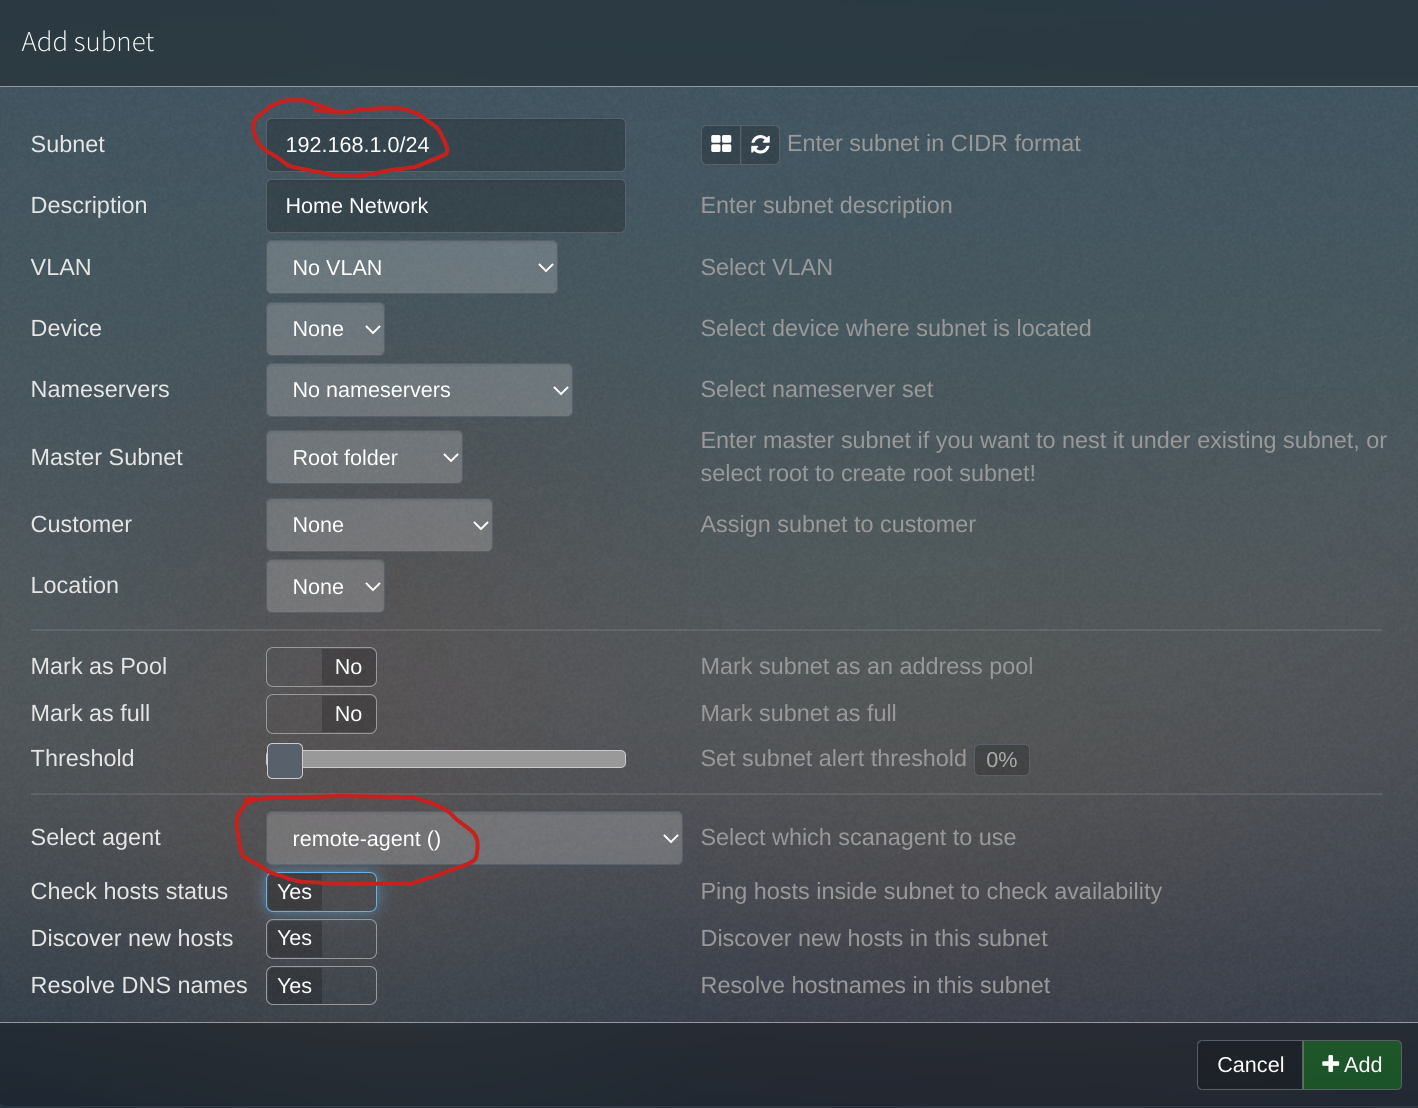 Add subnet
Subnet 192.168.1.0/24 Enter subnet in CIDR format
Description Home Network Enter subnet description
VLAN No VLAN Select VLAN
Device None Select device where subnet is located
Nameservers No nameservers Select nameserver set
Master Subnet Root folder Enter master subnet if you want to nest it under existing subnet, or
select root to create root subnet!
Customer None Assign subnet to customer
Location None
Mark as Pool No Mark subnet as an address pool
Mark as full No Mark subnet as full
Threshold Set subnet alert threshold 0%
Select agent remote-agent () Select which scanagent to use
Check hosts status Yes Ping hosts inside subnet to check availability
Discover new hosts Yes Discover new hosts in this subnet
Resolve DNS names Yes Resolve hostnames in this subnet
Cancel Add